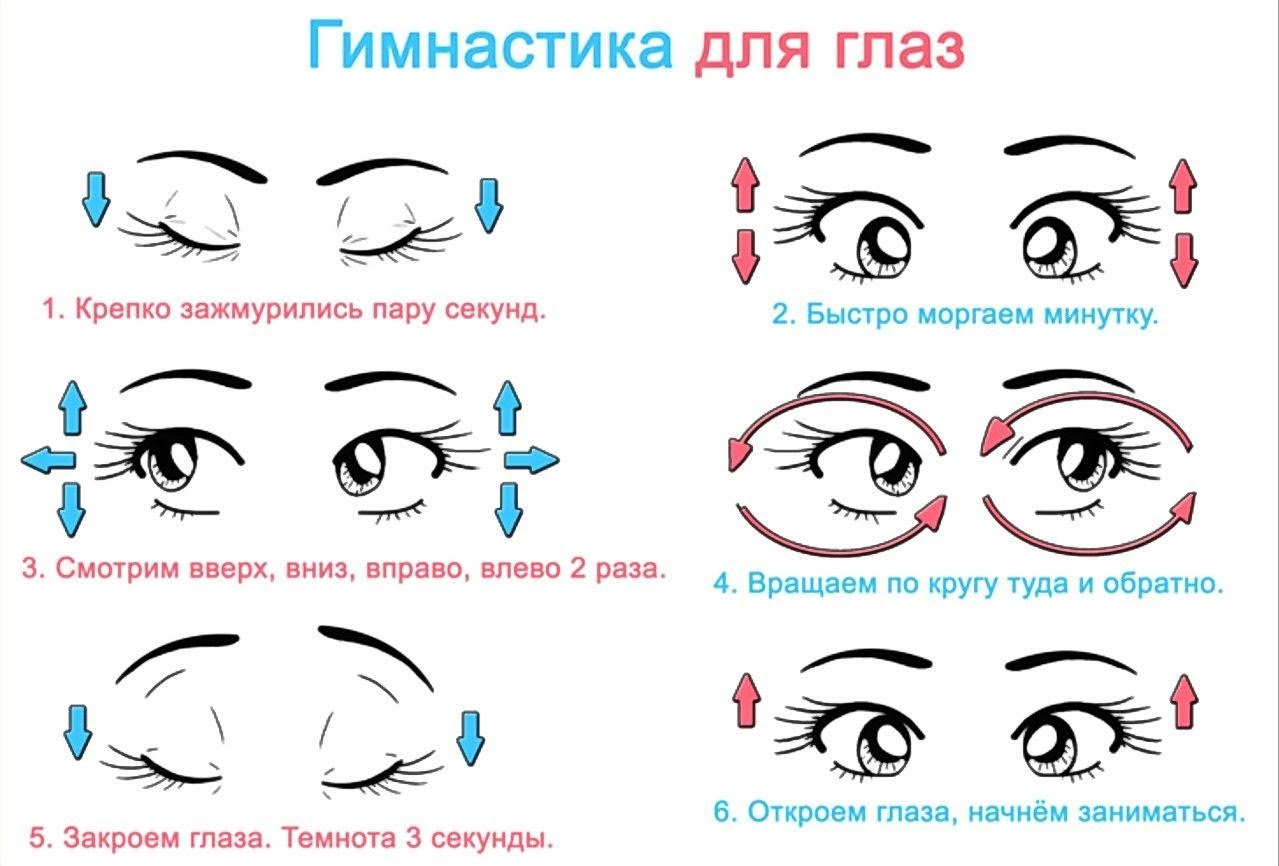 Гимнастика для глаз
1. Крепко зажмурились пару секунд.
2. Быстро моргаем минутку.
3. Смотрим вверх, вниз, вправо, влево 2 раза.
4. Вращаем по кругу туда и обратно.
5. Закроем глаза. Темнота 3 секунды.
6. Откроем глаза, начнём заниматься.